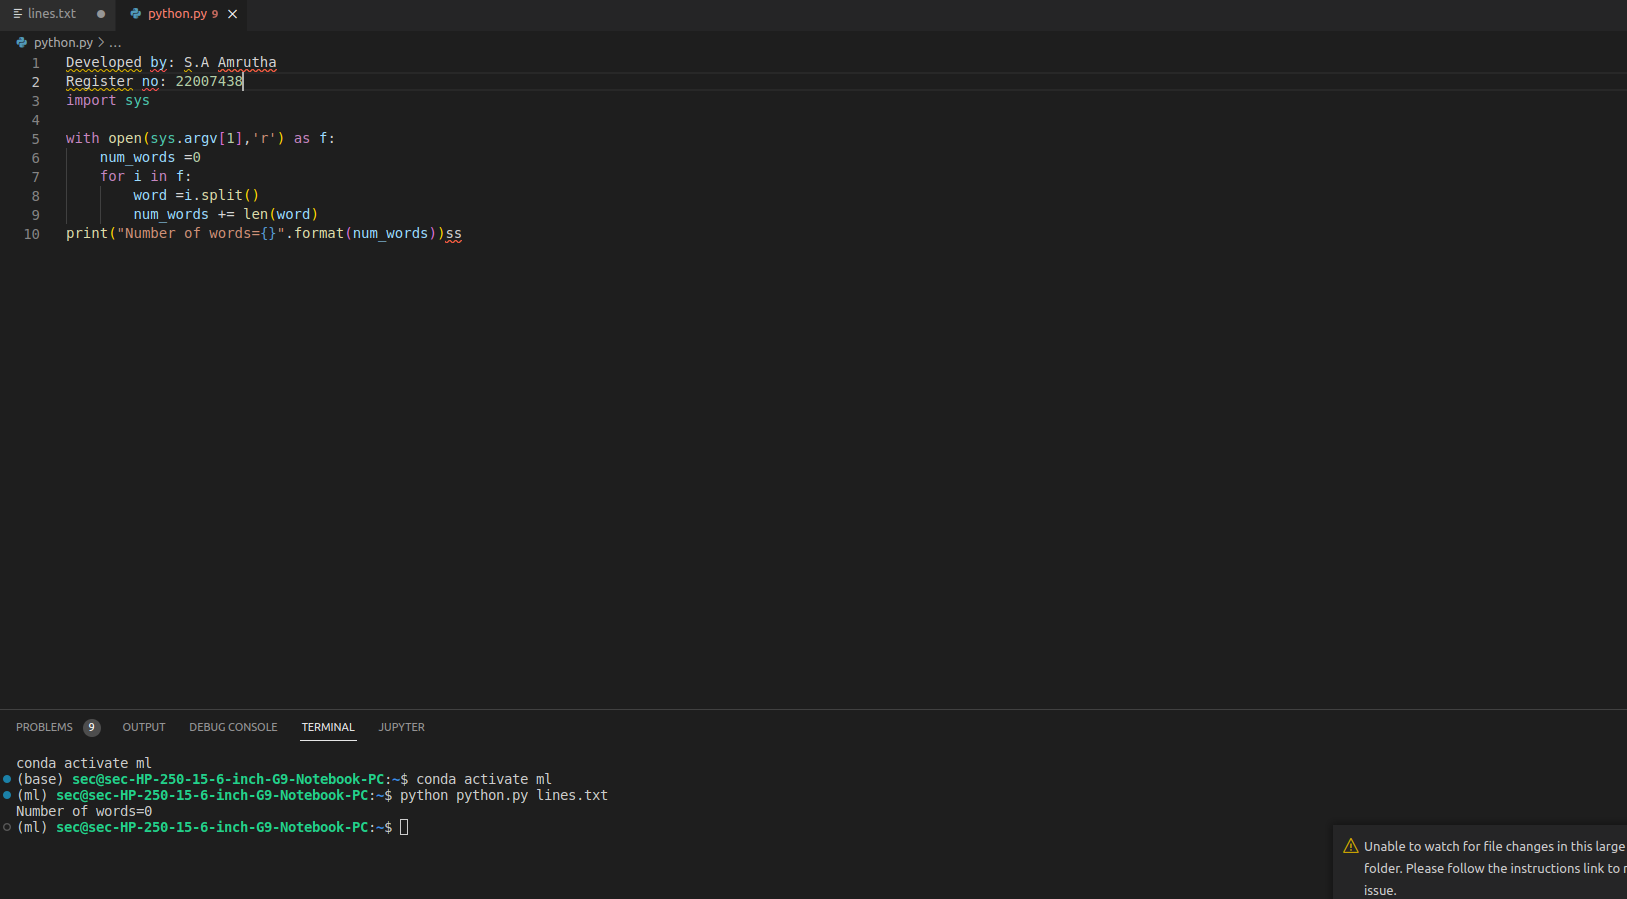 lines.txt ● python.py 9 ×
python.py > ...
1 Developed by: S.A Amrutha
2 Register no: 22007438
3 import sys
4
5 with open(sys.argv[1],'r') as f:
6     num_words =0
7     for i in f:
8         word =i.split()
9         num_words += len(word)
10 print("Number of words={}".format(num_words))ss
PROBLEMS 9 OUTPUT DEBUG CONSOLE TERMINAL JUPYTER
conda activate ml
(base) sec@sec-HP-250-15-6-inch-G9-Notebook-PC:~$ conda activate ml
(ml) sec@sec-HP-250-15-6-inch-G9-Notebook-PC:~$ python python.py lines.txt
Number of words=0
(ml) sec@sec-HP-250-15-6-inch-G9-Notebook-PC:~$
Unable to watch for file changes in this large
folder. Please follow the instructions link to
issue.